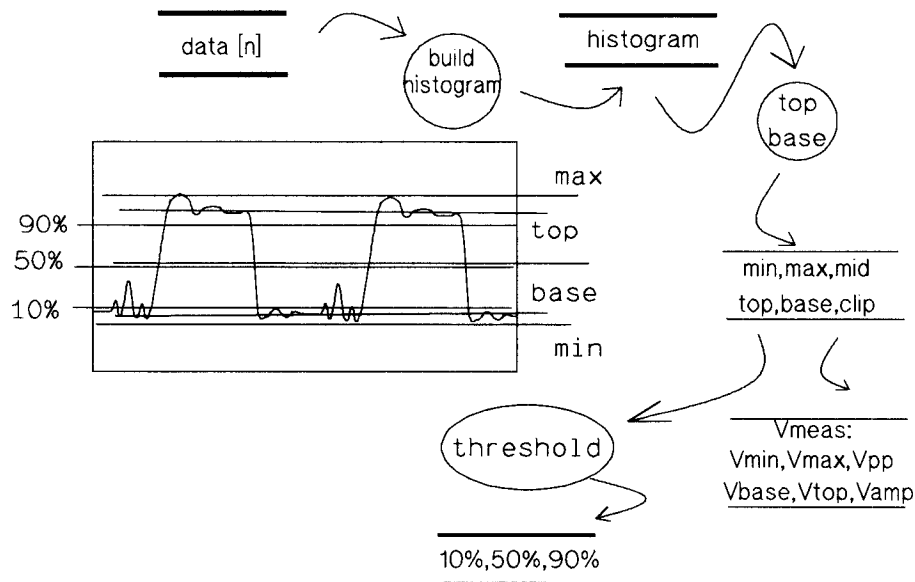 data [n]
build
histogram
histogram
top
base
max
top
base
min
90%
50%
10%
min,max,mid
top,base,clip
threshold
Vmeas:
Vmin,Vmax,Vpp
Vbase,Vtop,Vamp
10%,50%,90%